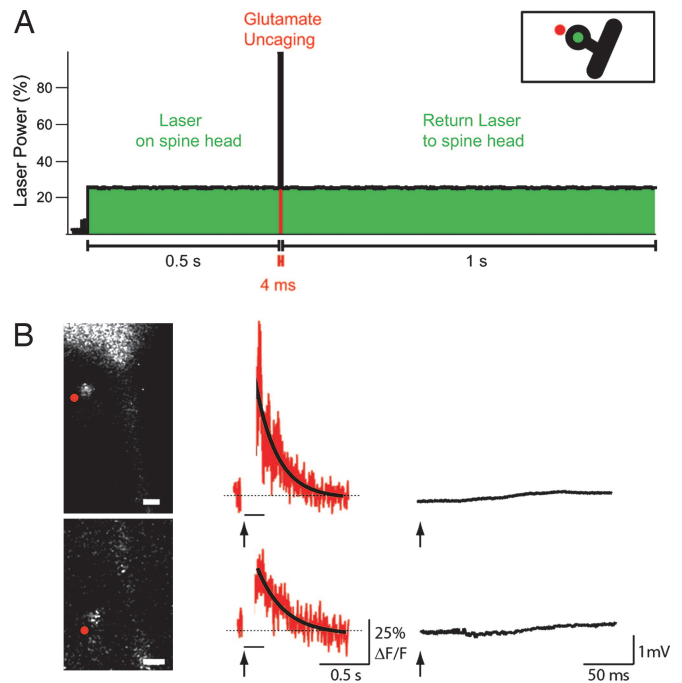 A
Glutamate
Uncaging
Laser Power (%)
80
60
40
20
Laser
on spine head
Return Laser
to spine head
0.5 s
4 ms
1 s
B
25%
ΔF/F
0.5 s
1mV
50 ms